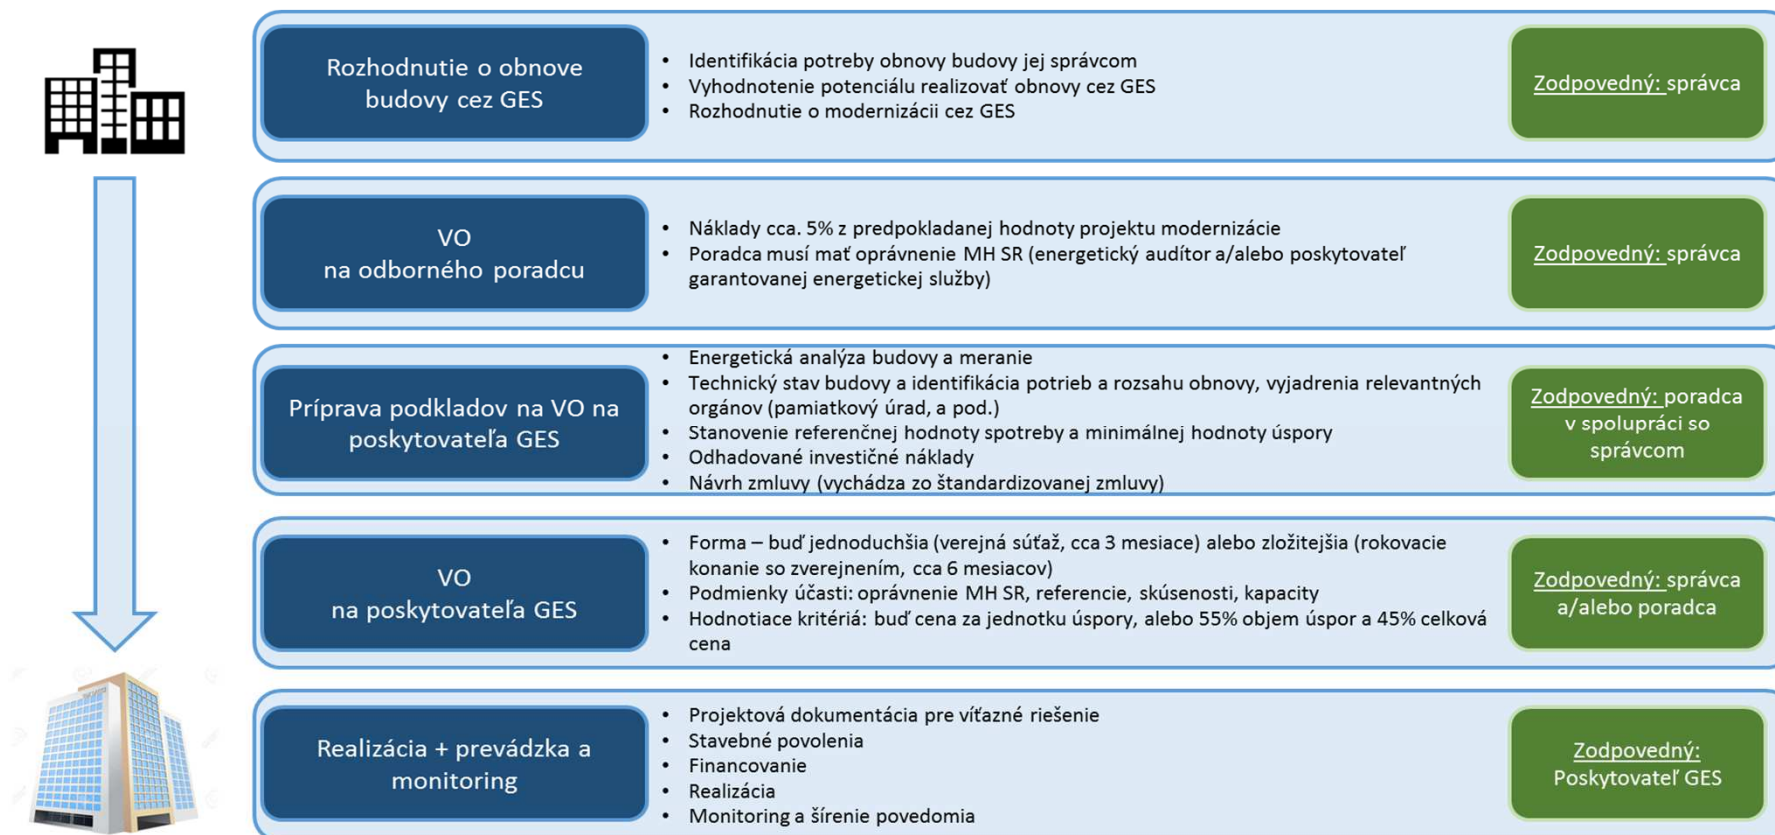 Rozhodnutie o obnove
budovy cez GES
• Identifikácia potreby obnovy budovy jej správcom
• Vyhodnotenie potenciálu realizovať obnovy cez GES
• Rozhodnutie o modernizácii cez GES
Zodpovedný: správca
VO
na odborného poradcu
• Náklady cca. 5% z predpokladanej hodnoty projektu modernizácie
• Poradca musí mať oprávnenie MH SR (energetický audítor a/alebo poskytovateľ
garantovanej energetickej služby)
Zodpovedný: správca
Príprava podkladov na VO na
poskytovateľa GES
• Energetická analýza budovy a meranie
• Technický stav budovy a identifikácia potrieb a rozsahu obnovy, vyjadrenia relevantných
orgánov (pamiatkový úrad, a pod.)
• Stanovenie referenčnej hodnoty spotreby a minimálnej hodnoty úspory
• Odhadované investičné náklady
• Návrh zmluvy (vychádza zo štandardizovanej zmluvy)
Zodpovedný: poradca
v spolupráci so
správcom
VO
na poskytovateľa GES
• Forma – buď jednoduchšia (verejná súťaž, cca 3 mesiace) alebo zložitejšia (rokovacie
konanie so zverejnením, cca 6 mesiacov)
• Podmienky účasti: oprávnenie MH SR, referencie, skúsenosti, kapacity
• Hodnotiace kritériá: buď cena za jednotku úspory, alebo 55% objem úspor a 45% celková
cena
Zodpovedný: správca
a/alebo poradca
Realizácia + prevádzka a
monitoring
• Projektová dokumentácia pre víťazné riešenie
• Stavebné povolenia
• Financovanie
• Realizácia
• Monitoring a šírenie povedomia
Zodpovedný:
Poskytovateľ GES